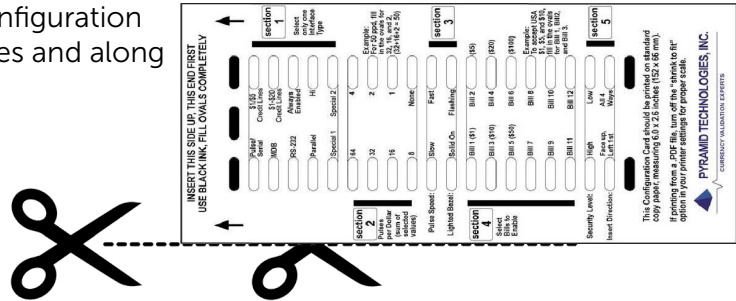 nfiguration
es and along
INSERT THIS SIDE UP, THIS END FIRST
USE BLACK INK, FILL OVALS COMPLETELY
section
1
Select
only one
Interface
Type
Pulse/
Serial
$1/$5
Credit Lines
MDB
$1-$20
Credit Lines
RS-232
Always
Enabled
Parallel
Hi
Special 1
Special 2
section
2
Pulses
per Dollar
(sum of
selected
values)
64
4
32
2
16
1
8
None
Example:
For 50 ppd, fill
in the ovals for
32, 16, and 2.
(32+16+2 = 50)
section
3
Pulse Speed:
Slow
Fast
Lighted Bezel:
Solid On
Flashing
section
4
Select
Bills to
Enable
Bill 1 ($1)
Bill 2
($5)
Bill 3 ($10)
Bill 4
($20)
Bill 5 ($50)
Bill 6
($100)
Bill 7
Bill 8
Bill 9
Bill 10
Bill 11
Bill 12
Example:
To accept USA
$1, $5, and $10,
fill in the ovals
for Bill 1, Bill2,
and Bill 3.
section
5
Security Level:
High
Low
Insert Direction:
Face up,
Left 1st
All 4
Ways
This Configuration Card should be printed on standard
copy paper, measuring 6.0 x 2.6 inches (152 x 66 mm).
If printing from a .PDF file, turn off the "shrink to fit"
option in your printer settings for proper scale.
PYRAMID TECHNOLOGIES, INC.
CURRENCY VALIDATION EXPERTS